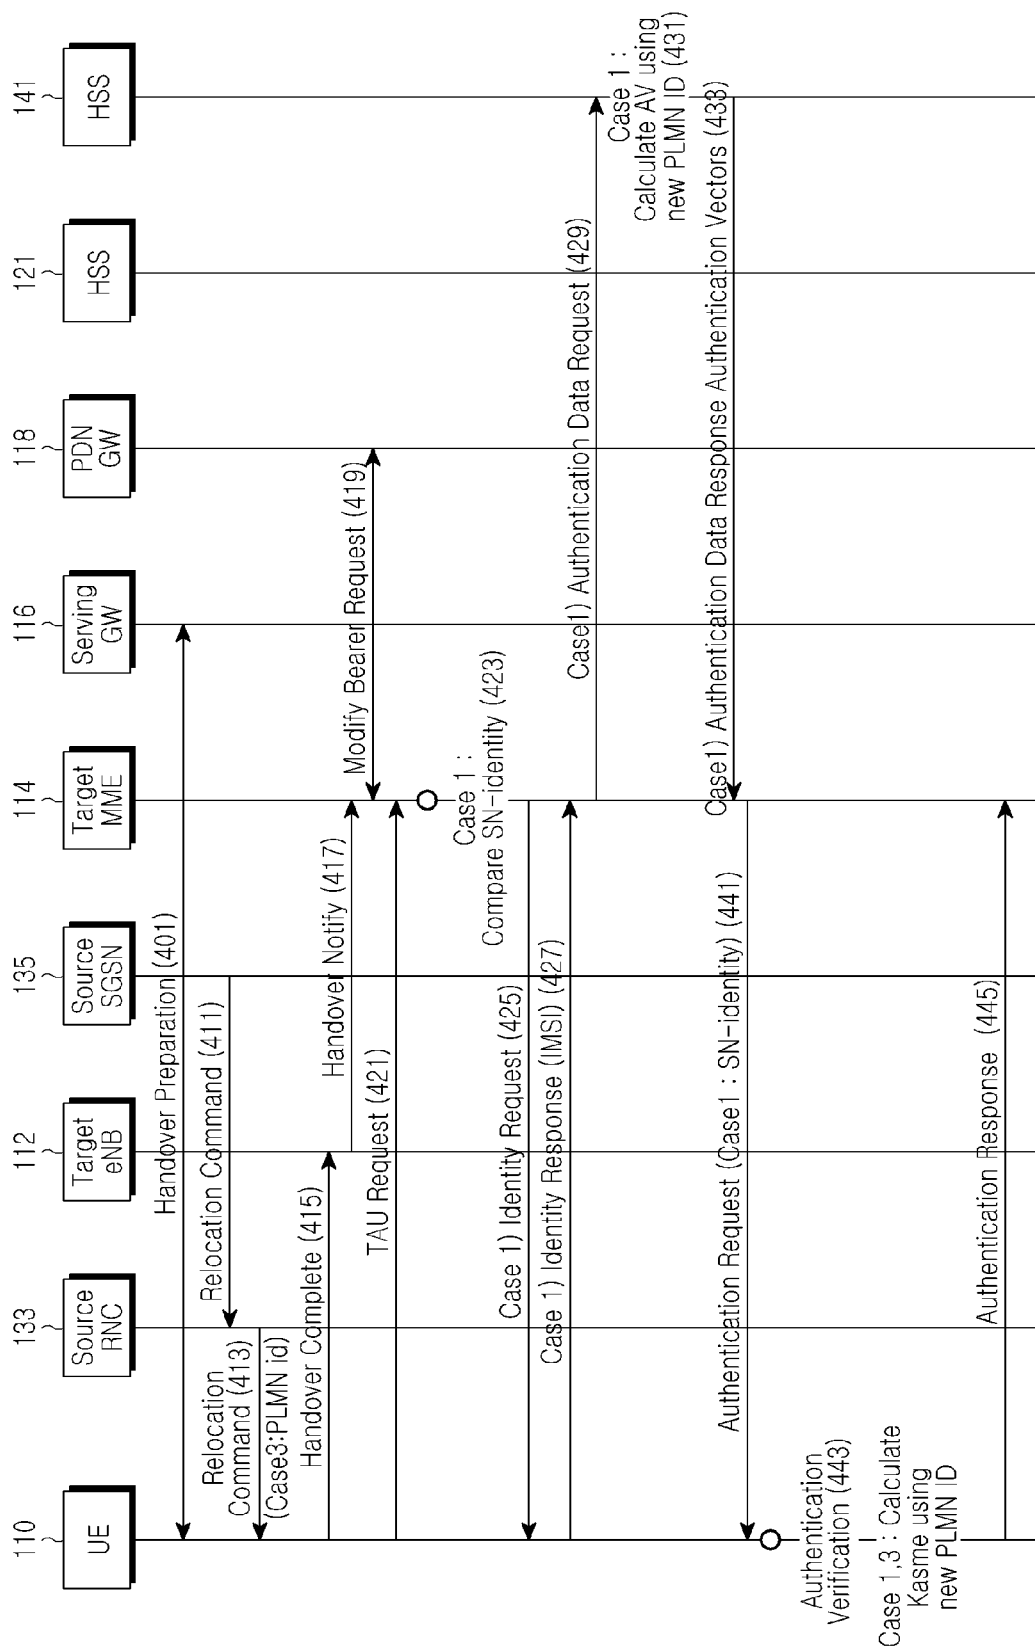 110
133
112
135
114
116
118
121
141
UE
Source
RNC
Target
eNB
Source
SGSN
Target
MME
Serving
GW
PDN
GW
HSS
HSS
Handover Preparation (401)
Relocation Command (411)
Relocation
Command (413)
(Case3:PLMN id)
Handover Complete (415)
Handover Notify (417)
Modify Bearer Request (419)
TAU Request (421)
Case 1 :
Compare SN-identity (423)
Case 1) Identity Request (425)
Case 1) Identity Response (IMSI) (427)
Case1) Authentication Data Request (429)
Case 1 :
Calculate AV using
new PLMN ID (431)
Case1) Authentication Data Response Authentication Vectors (433)
Authentication Request (Case1 : SN-identity) (441)
Authentication
Verification (443)
Case 1,3 : Calculate
Kasme using
new PLMN ID
Authentication Response (445)